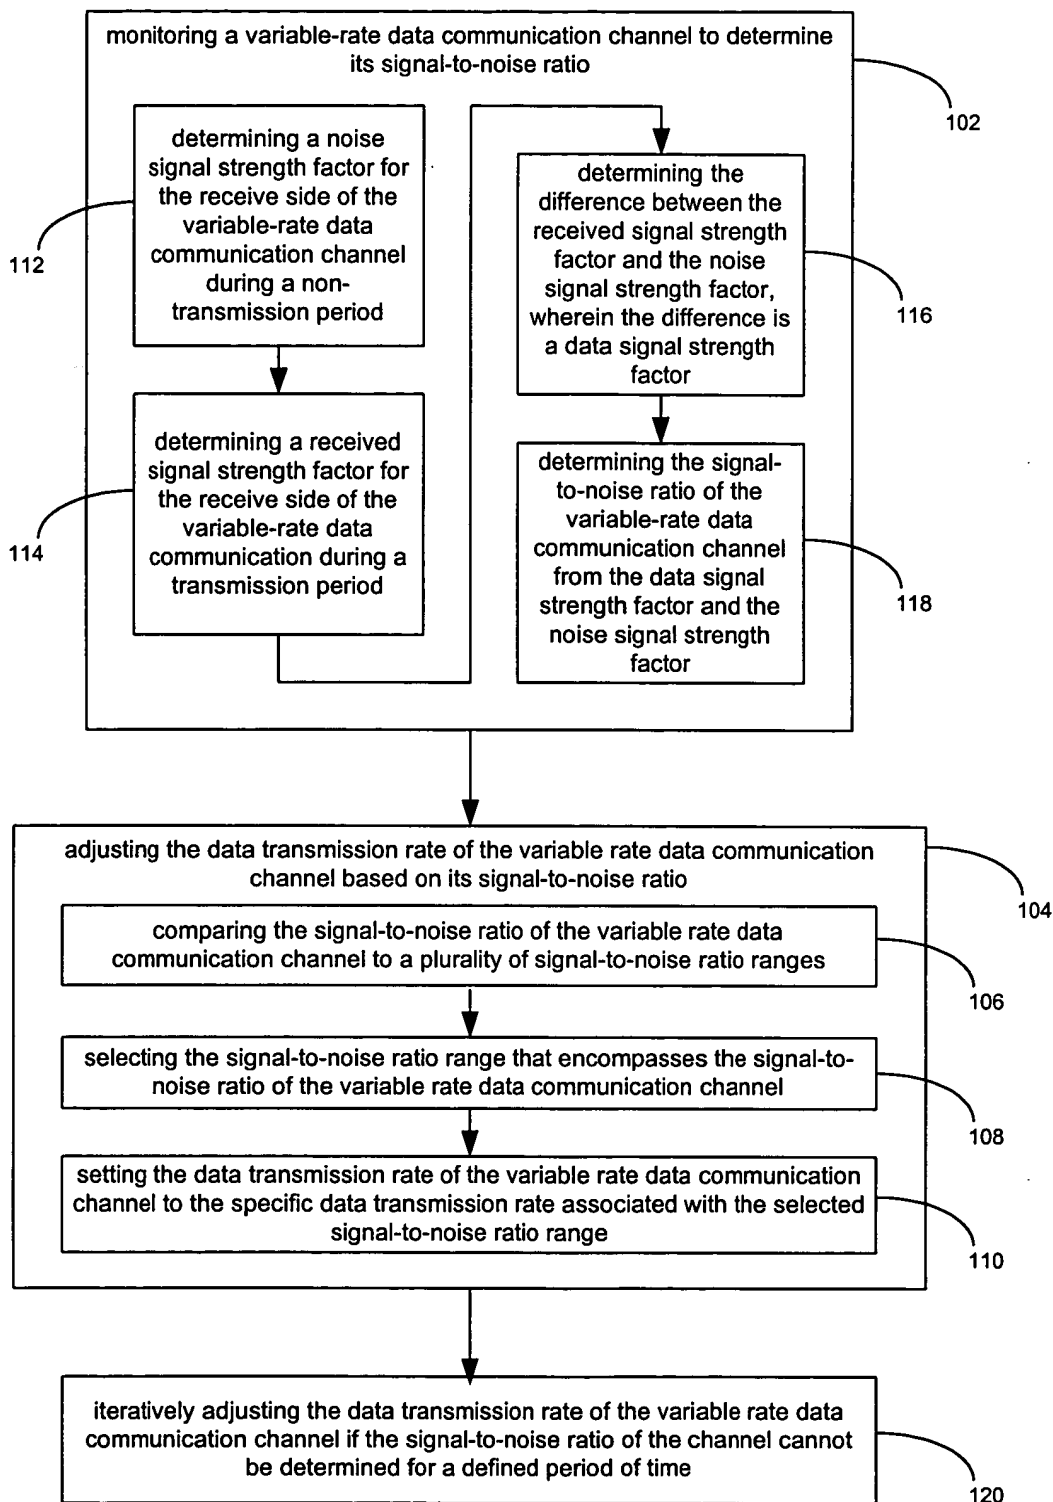 monitoring a variable-rate data communication channel to determine
its signal-to-noise ratio
102
determining a noise
signal strength factor for
the receive side of the
variable-rate data
communication channel
during a non-
transmission period
112
determining a received
signal strength factor for
the receive side of the
variable-rate data
communication during a
transmission period
114
determining the
difference between the
received signal strength
factor and the noise
signal strength factor,
wherein the difference is
a data signal strength
factor
116
determining the signal-
to-noise ratio of the
variable-rate data
communication channel
from the data signal
strength factor and the
noise signal strength
factor
118
adjusting the data transmission rate of the variable rate data communication
channel based on its signal-to-noise ratio
104
comparing the signal-to-noise ratio of the variable rate data
communication channel to a plurality of signal-to-noise ratio ranges
106
selecting the signal-to-noise ratio range that encompasses the signal-to-
noise ratio of the variable rate data communication channel
108
setting the data transmission rate of the variable rate data communication
channel to the specific data transmission rate associated with the selected
signal-to-noise ratio range
110
iteratively adjusting the data transmission rate of the variable rate data
communication channel if the signal-to-noise ratio of the channel cannot
be determined for a defined period of time
120